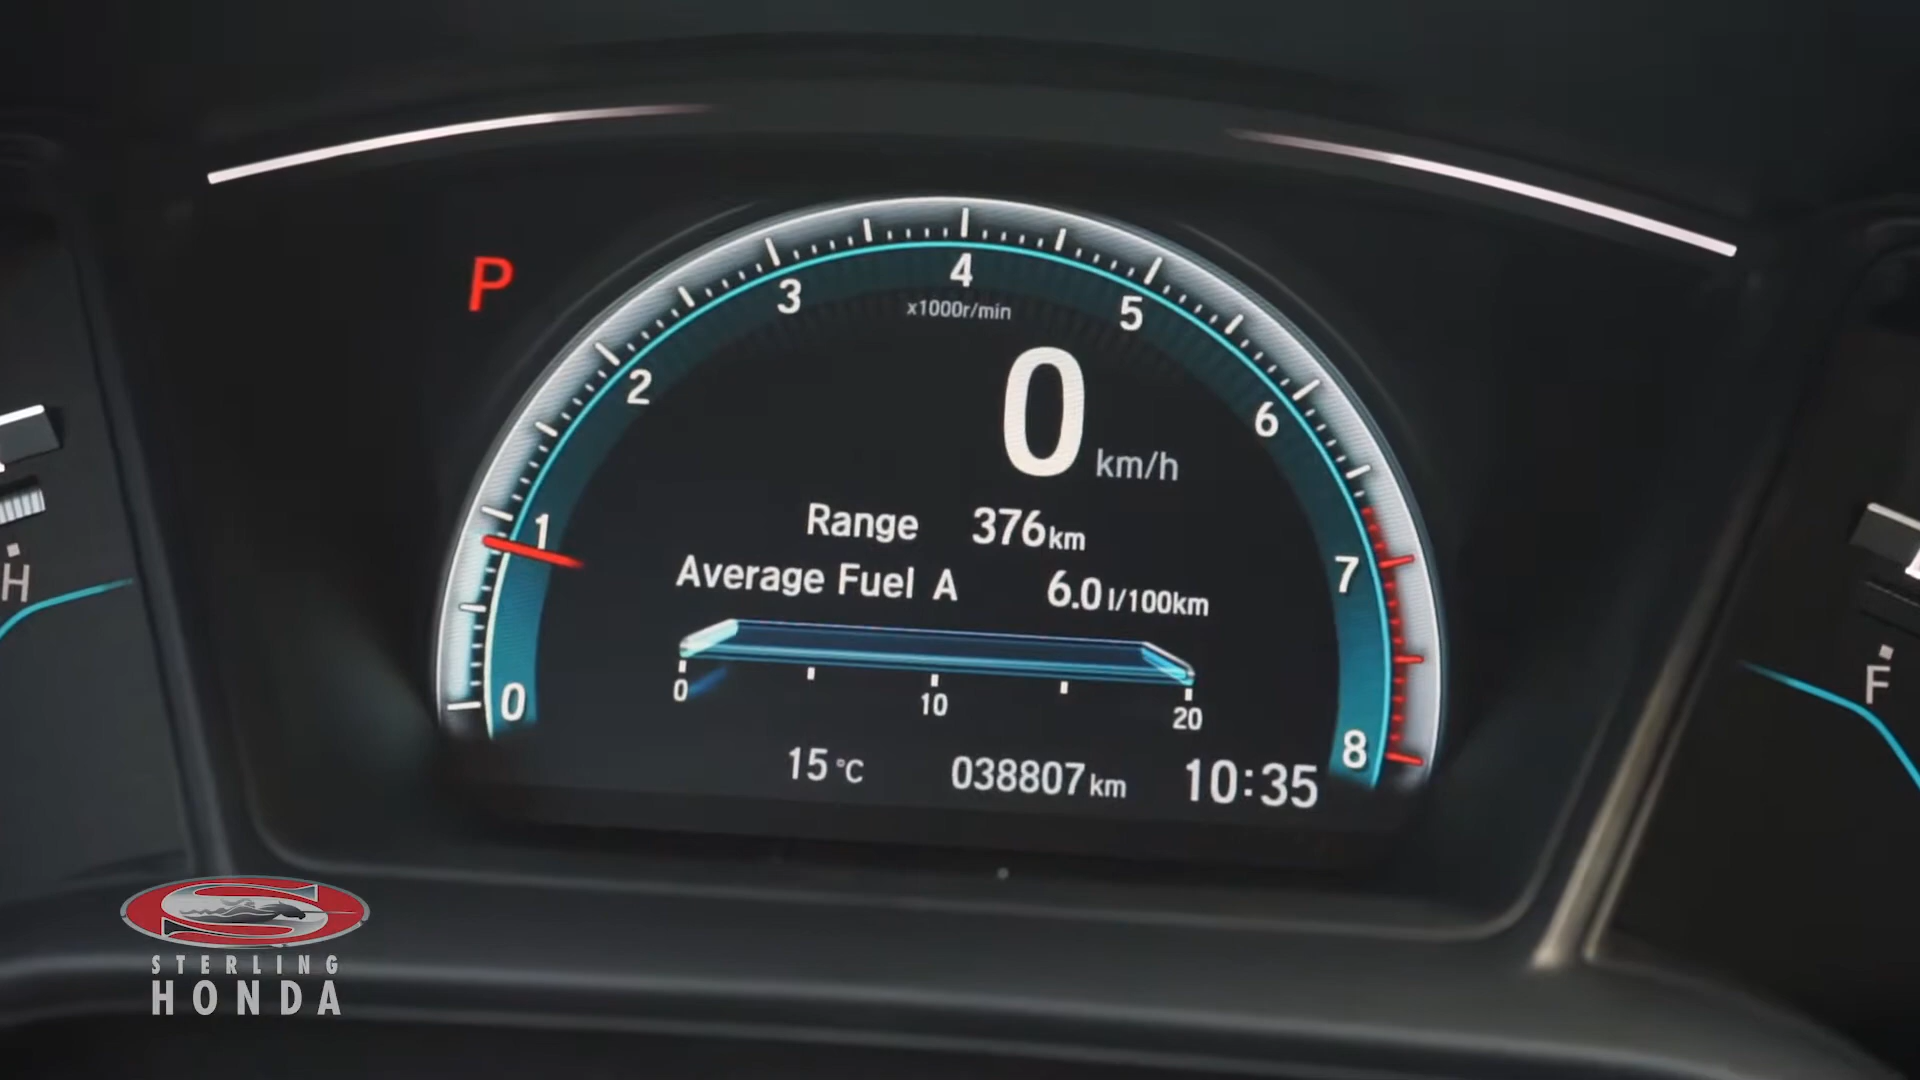 4
3
5
x1000r/min
P
2
6
0 km/h
1
Range 376km
7
Average Fuel A 6.0 l/100km
H
F
0
0
10
20
8
15°C 038807 km 10:35
STERLING
HONDA